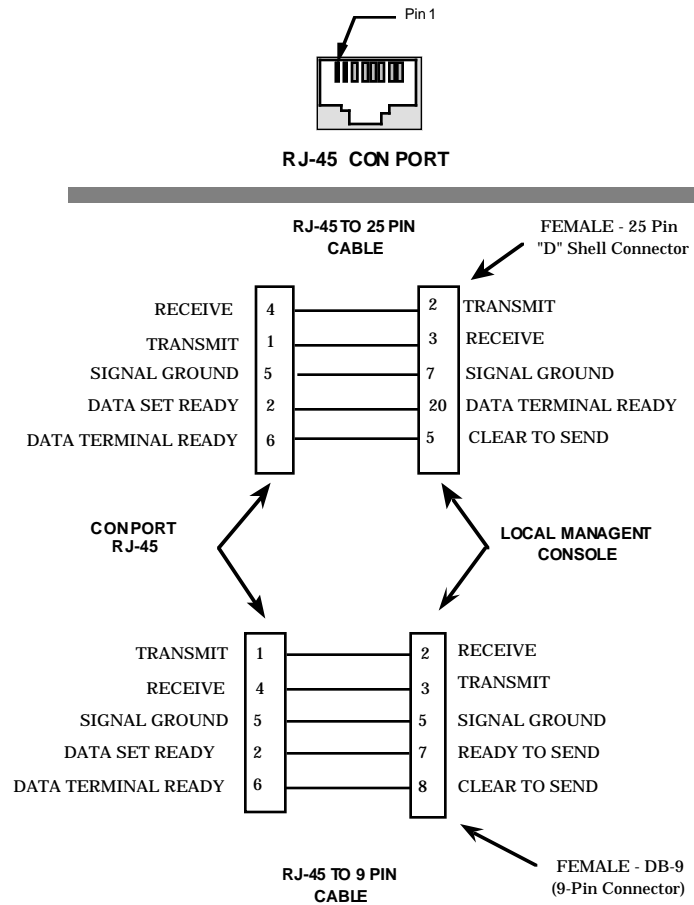 Pin 1
RJ-45 CON PORT
RJ-45 TO 25 PIN
CABLE
FEMALE - 25 Pin
"D" Shell Connector
RECEIVE 4 2 TRANSMIT
TRANSMIT 1 3 RECEIVE
SIGNAL GROUND 5 7 SIGNAL GROUND
DATA SET READY 2 20 DATA TERMINAL READY
DATA TERMINAL READY 6 5 CLEAR TO SEND
CONPORT
RJ-45
LOCAL MANAGENT
CONSOLE
TRANSMIT 1 2 RECEIVE
RECEIVE 4 3 TRANSMIT
SIGNAL GROUND 5 5 SIGNAL GROUND
DATA SET READY 2 7 READY TO SEND
DATA TERMINAL READY 6 8 CLEAR TO SEND
RJ-45 TO 9 PIN
CABLE
FEMALE - DB-9
(9-Pin Connector)